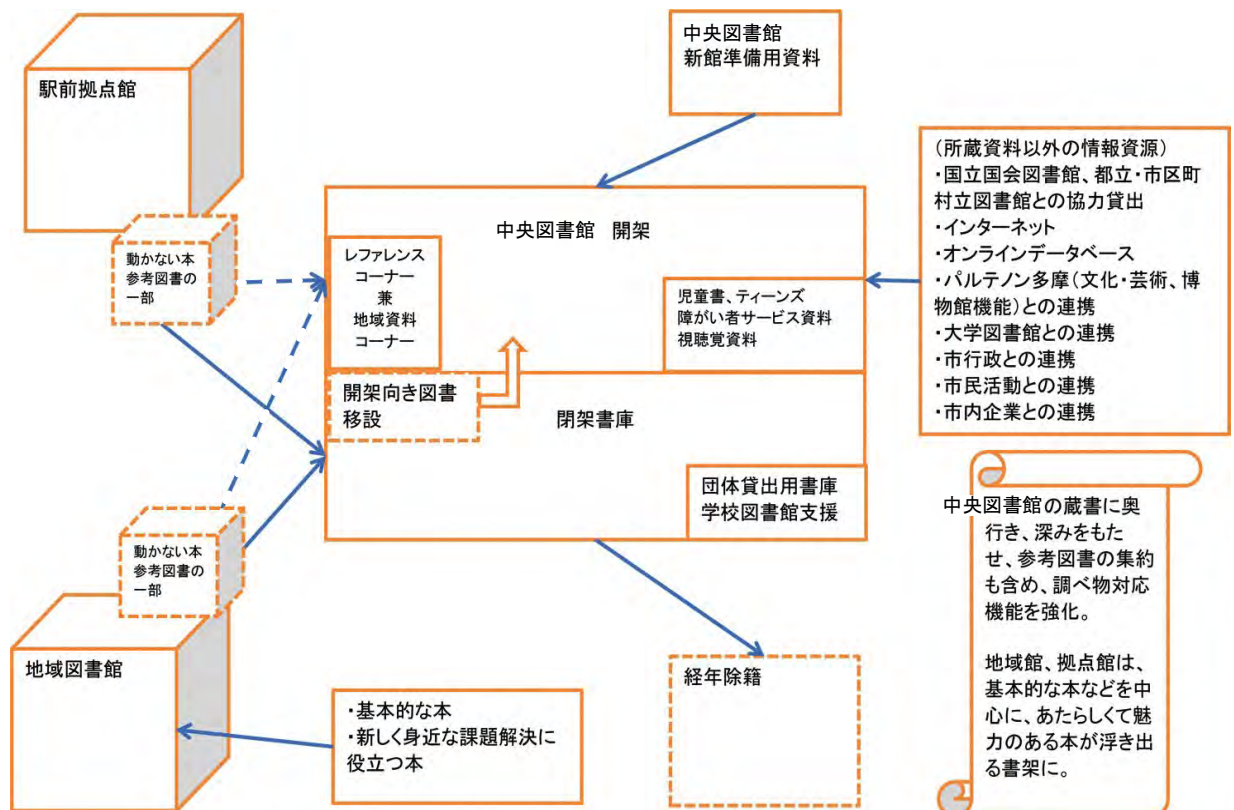 駅前拠点館
動かない本
参考図書の
一部
中央図書館
新館準備用資料
中央図書館 開架
レファレンス
コーナー
兼
地域資料
コーナー
児童書、ティーンズ
障がい者サービス資料
視聴覚資料
開架向き図書
移設
閉架書庫
団体貸出用書庫
学校図書館支援
(所蔵資料以外の情報資源)
・国立国会図書館、都立・市区町
村立図書館との協力貸出
・インターネット
・オンラインデータベース
・パルテノン多摩(文化・芸術、博
物館機能)との連携
・大学図書館との連携
・市行政との連携
・市民活動との連携
・市内企業との連携
動かない本
参考図書の
一部
地域図書館
・基本的な本
・新しく身近な課題解決に
役立つ本
経年除籍
中央図書館の蔵書に奥
行き、深みをもた
せ、参考図書の集約
も含め、調べ物対応
機能を強化。
地域館、拠点館は、
基本的な本などを中
心に、あたらしくて魅
力のある本が浮き出
る書架に。